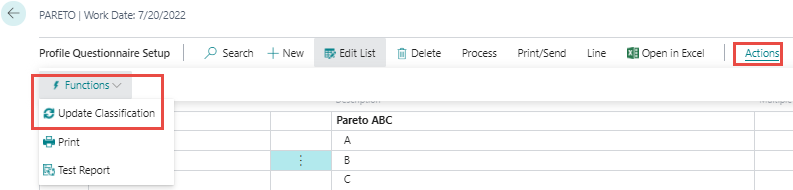 PARETO | Work Date: 7/20/2022
Profile Questionnaire Setup Search + New Edit List Delete Process Print/Send Line Open in Excel Actions
Functions
Description Multiple
Update Classification Pareto ABC
Print A
B
Test Report
C